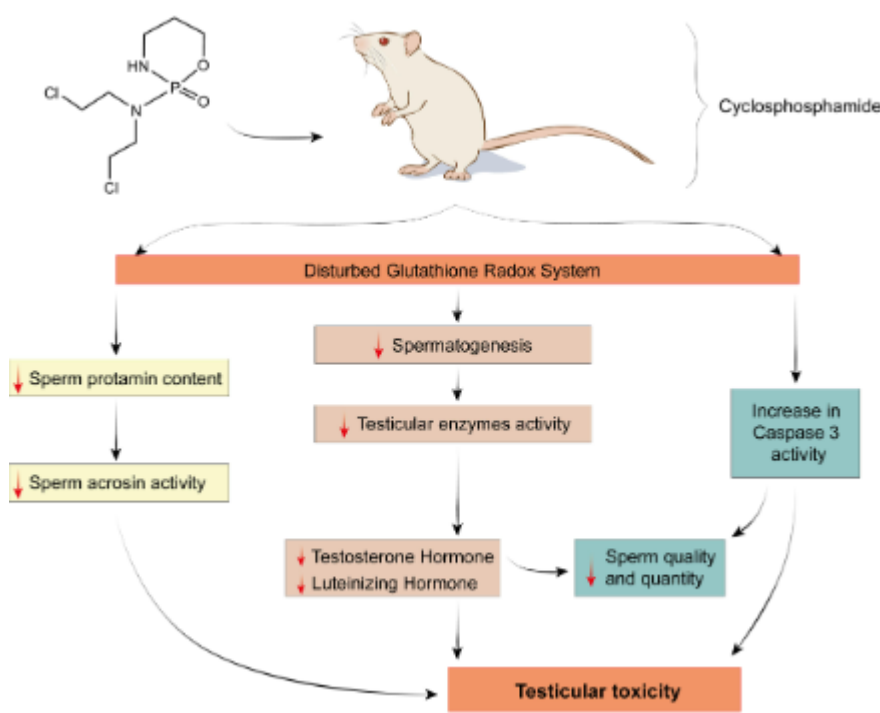 HN
O
P
O
N
Cl
Cl
Cyclosphosphamide
Disturbed Glutathione Radox System
Sperm protamin content
Sperm acrosin activity
Spermatogenesis
Testicular enzymes activity
Testosterone Hormone
Luteinizing Hormone
Increase in
Caspase 3
activity
Sperm quality
and quantity
Testicular toxicity